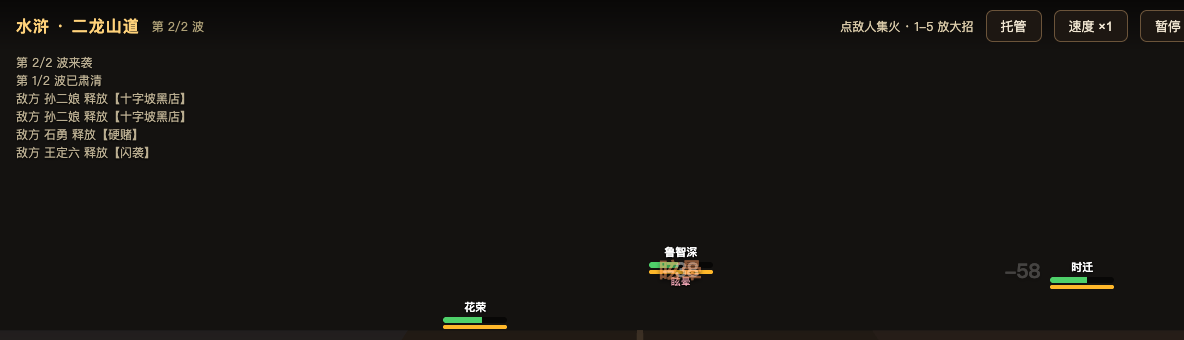 水浒 · 二龙山道 第 2/2 波
点敌人集火 · 1–5 放大招 托管 速度 ×1 暂停
第 2/2 波来袭
第 1/2 波已肃清
敌方 孙二娘 释放【十字坡黑店】
敌方 孙二娘 释放【十字坡黑店】
敌方 石勇 释放【硬赌】
敌方 王定六 释放【闪袭】
鲁智深
眩晕
眩晕
–58
时迁
花荣